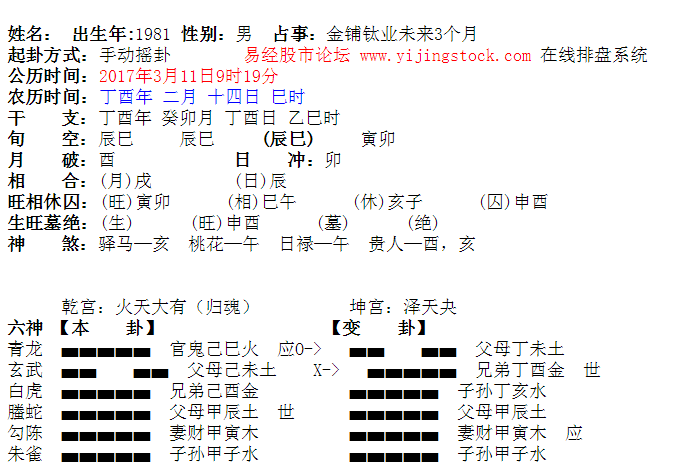 姓名： 出生年:1981 性别：男 占事：金铺钛业未来3个月
起卦方式：手动摇卦 易经股市论坛 www.yijingstock.com 在线排盘系统
公历时间：2017年3月11日9时19分
农历时间：丁酉年 二月 十四日 巳时
干 支：丁酉年 癸卯月 丁酉日 乙巳时
旬 空：辰巳 辰巳 (辰巳) 寅卯
月 破：酉 日 冲：卯
相 合：(月)戌 (日)辰
旺相休囚：(旺)寅卯 (相)巳午 (休)亥子 (囚)申酉
生旺墓绝：(生) (旺)申酉 (墓) (绝)
神 煞：驿马—亥 桃花—午 日禄—午 贵人—酉，亥
乾宫：火天大有（归魂） 坤宫：泽天夬
六神 【本 卦】 【变 卦】
青龙 官鬼己巳火 应O-> 父母丁未土
玄武 父母己未土 X-> 兄弟丁酉金 世
白虎 兄弟己酉金 子孙丁亥水
螣蛇 父母甲辰土 世 父母甲辰土
勾陈 妻财甲寅木 妻财甲寅木 应
朱雀 子孙甲子水 子孙甲子水